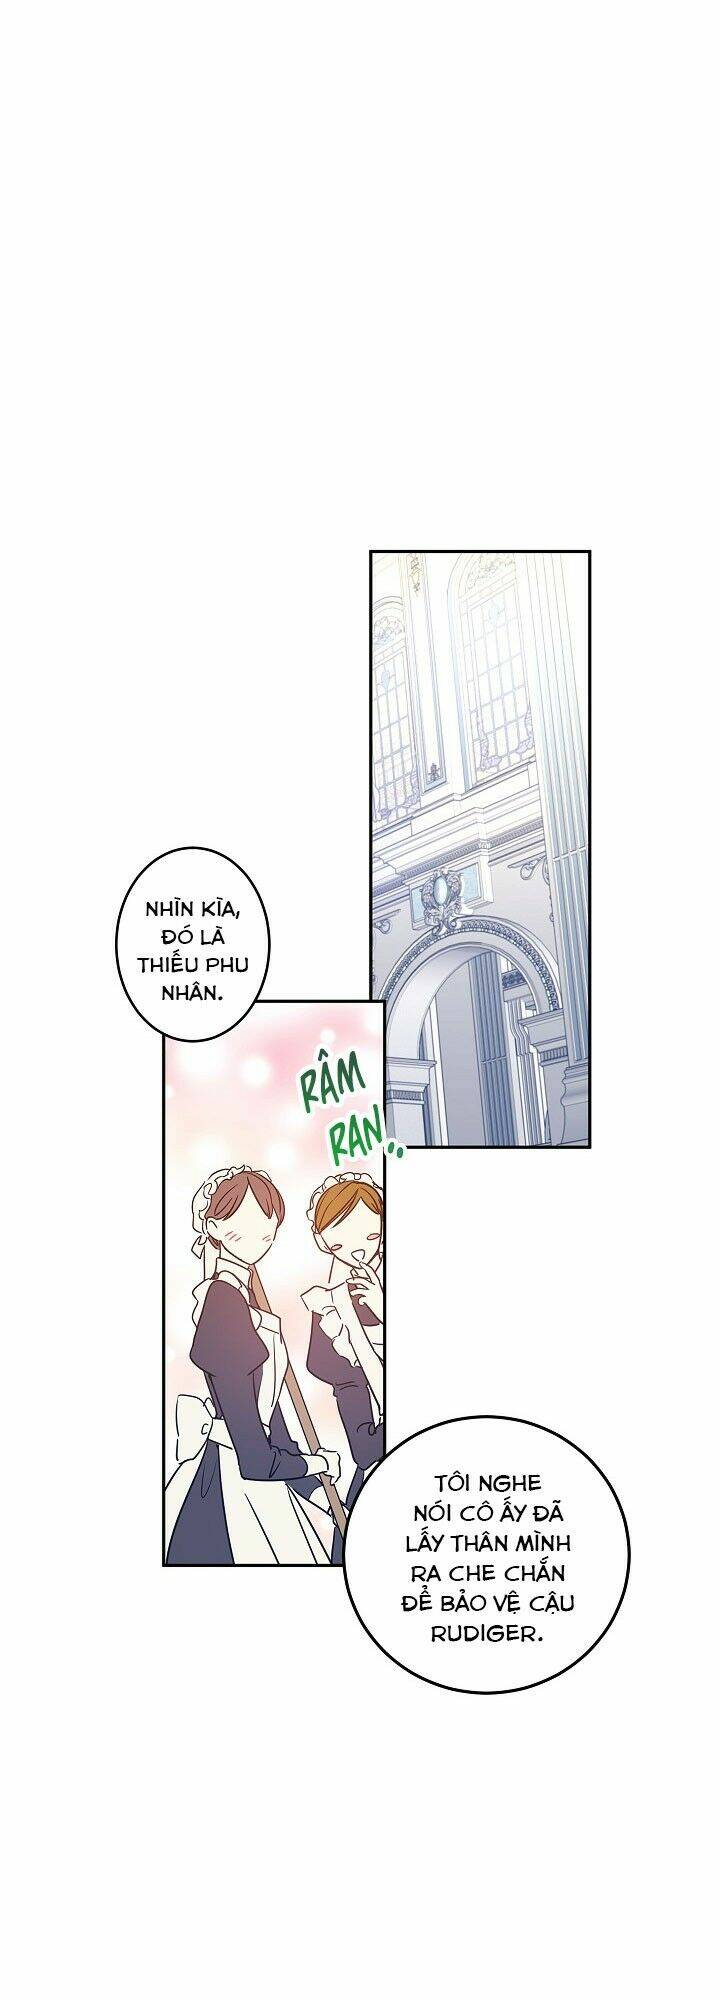 NHÌN KÌA,
ĐÓ LÀ
THIẾU PHU
NHÂN.
RÂM
RAN..
TÔI NGHE
NÓI CÔ ẤY ĐÃ
LẤY THÂN MÌNH
RA CHE CHẮN
ĐỂ BẢO VỆ CẬU
RUDIGER.